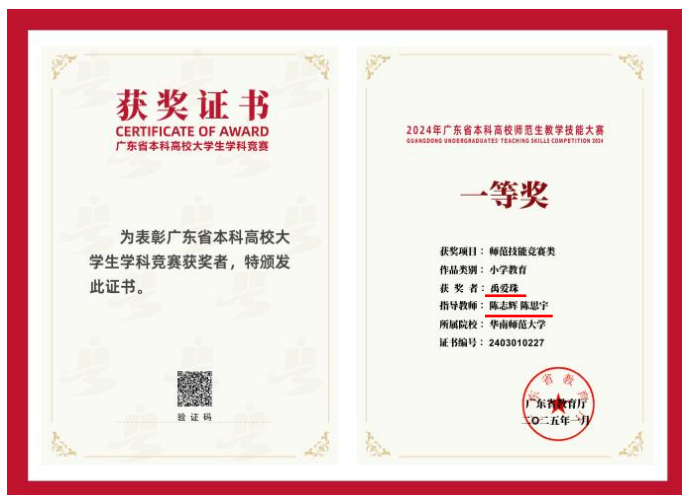 获奖证书
CERTIFICATE OF AWARD
广东省本科高校大学生学科竞赛
为表彰广东省本科高校大
学生学科竞赛获奖者，特颁发
此证书。
验证码
2024年广东省本科高校师范生教学技能大赛
GUANGDONG UNDERGRADUATES TEACHING SKILLS COMPETITION 2024
一等奖
获奖项目：师范技能竞赛类
作品类别：小学教育
获 奖 者：禹爱珠
指导教师：陈志辉 陈思宇
所属院校：华南师范大学
证书编号：2403010227
广东省教育厅
广东省教育厅
二〇二五年一月